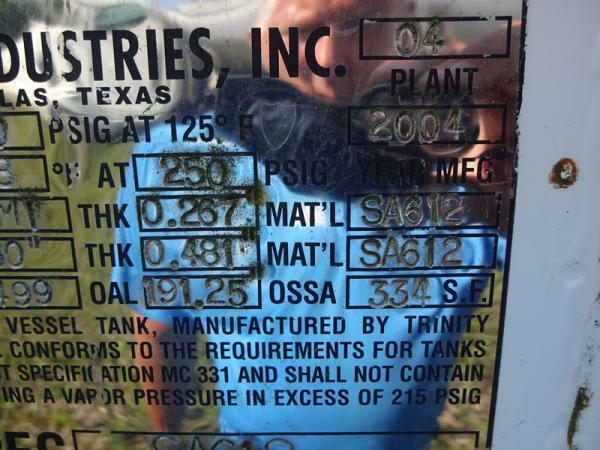 DUSTRIES, INC. 04
LAS, TEXAS PLANT
PSIG AT 125° F 2004
°F AT 250 PSIG YEAR MFG
THK 0.267 MAT'L SA612
0" THK 0.481" MAT'L SA612
499 OAL 191.25 OSSA 334 S.F.
VESSEL TANK, MANUFACTURED BY TRINITY
CONFORMS TO THE REQUIREMENTS FOR TANKS
T SPECIFICATION MC 331 AND SHALL NOT CONTAIN
ING A VAPOR PRESSURE IN EXCESS OF 215 PSIG